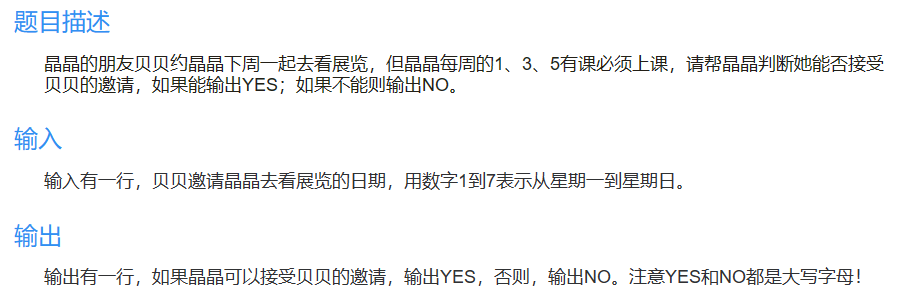 题目描述
晶晶的朋友贝贝约晶晶下周一起去看展览，但晶晶每周的1、3、5有课必须上课，请帮晶晶判断她能否接受
贝贝的邀请，如果能输出YES；如果不能则输出NO。
输入
输入有一行，贝贝邀请晶晶去看展览的日期，用数字1到7表示从星期一到星期日。
输出
输出有一行，如果晶晶可以接受贝贝的邀请，输出YES，否则，输出NO。注意YES和NO都是大写字母！